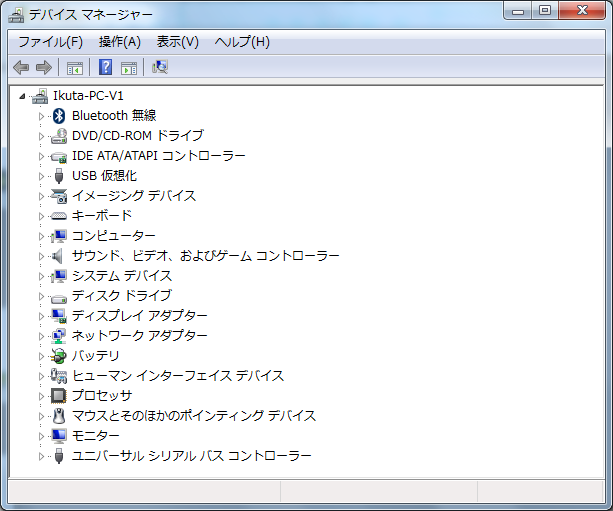 デバイス マネージャー
ファイル(F) 操作(A) 表示(V) ヘルプ(H)
Ikuta-PC-V1
Bluetooth 無線
DVD/CD-ROM ドライブ
IDE ATA/ATAPI コントローラー
USB 仮想化
イメージング デバイス
キーボード
コンピューター
サウンド、ビデオ、およびゲーム コントローラー
システム デバイス
ディスク ドライブ
ディスプレイ アダプター
ネットワーク アダプター
バッテリ
ヒューマン インターフェイス デバイス
プロセッサ
マウスとそのほかのポインティング デバイス
モニター
ユニバーサル シリアル バス コントローラー